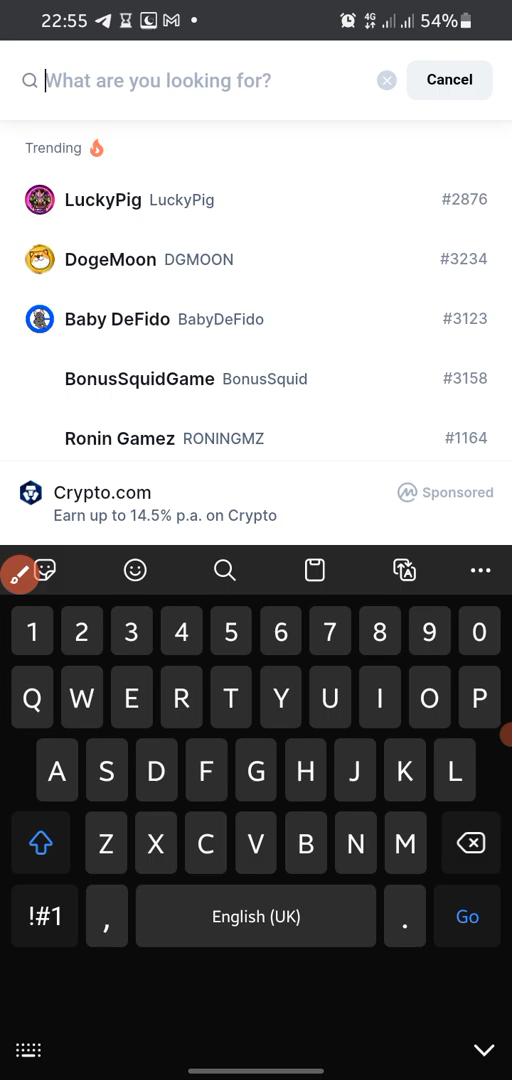 22:55 4G 54%
What are you looking for? Cancel
Trending
LuckyPig LuckyPig #2876
DogeMoon DGMOON #3234
Baby DeFido BabyDeFido #3123
BonusSquidGame BonusSquid #3158
Ronin Gamez RONINGMZ #1164
Crypto.com Sponsored
Earn up to 14.5% p.a. on Crypto
1 2 3 4 5 6 7 8 9 0
Q W E R T Y U I O P
A S D F G H J K L
Z X C V B N M
!#1 , English (UK) . Go